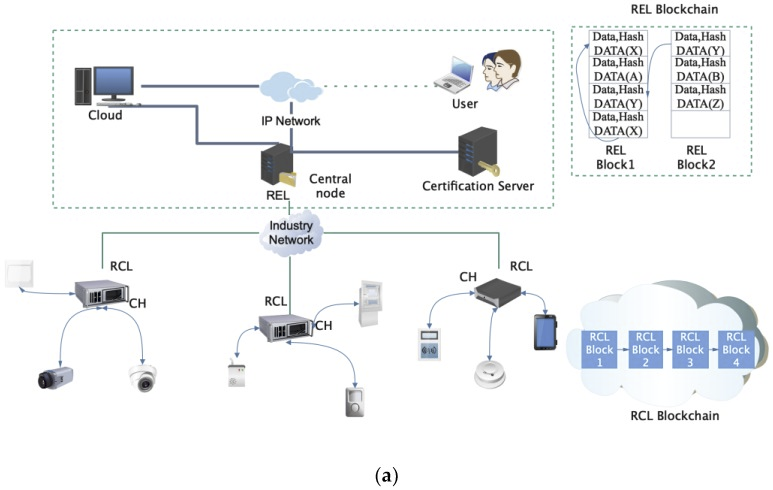 REL Blockchain
Data,Hash
DATA(X)
Data,Hash
DATA(A)
Data,Hash
DATA(Y)
Data,Hash
DATA(X)
REL
Block1
Data,Hash
DATA(Y)
Data,Hash
DATA(B)
Data,Hash
DATA(Z)
REL
Block2
Cloud
IP Network
User
REL
Central
node
Certification Server
Industry
Network
RCL
CH
RCL
CH
CH
RCL
RCL
Block
1
RCL
Block
2
RCL
Block
3
RCL
Block
4
RCL Blockchain
(a)